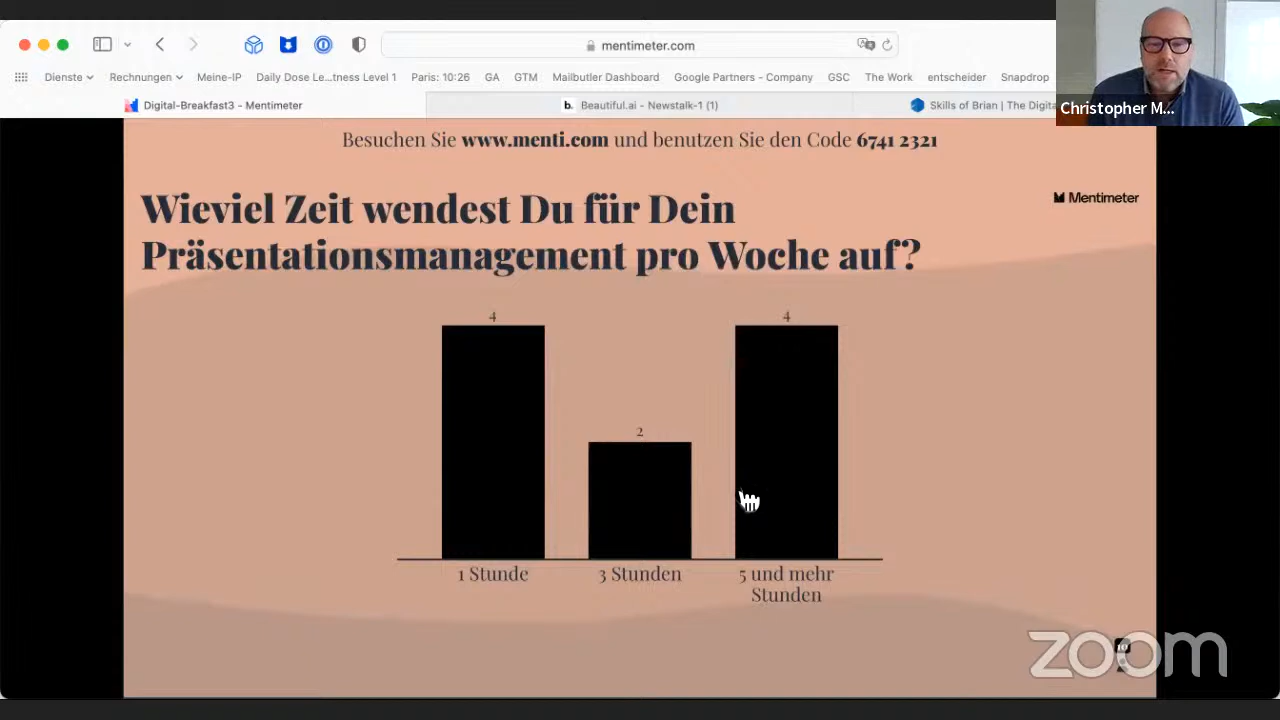 mentimeter.com
Dienste Rechnungen Meine-IP Daily Dose Le...tness Level 1 Paris: 10:26 GA GTM Mailbutler Dashboard Google Partners - Company GSC The Work entscheider Snapdrop
Digital-Breakfast3 - Mentimeter b. Beautiful.ai - Newstalk-1 (1) Skills of Brian | The Digita
Christopher M...
Besuchen Sie www.menti.com und benutzen Sie den Code 6741 2321
Mentimeter
Wieviel Zeit wendest Du für Dein
Präsentationsmanagement pro Woche auf?
4 4
2
1 Stunde 3 Stunden 5 und mehr
Stunden
10
zoom